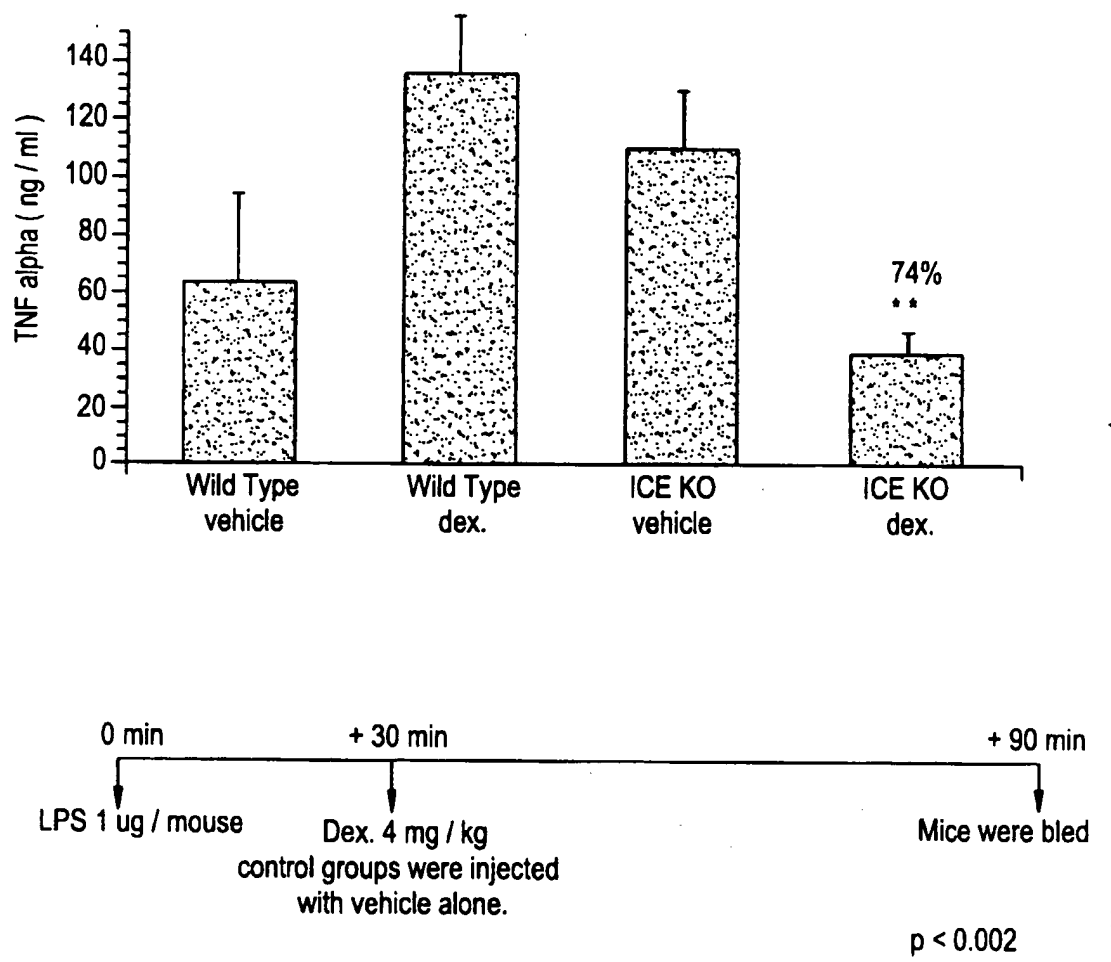 TNF alpha ( ng / ml )
140
120
100
80
60
40
20
0
74%
**
Wild Type
vehicle
Wild Type
dex.
ICE KO
vehicle
ICE KO
dex.
0 min
+ 30 min
+ 90 min
LPS 1 ug / mouse
Dex. 4 mg / kg
control groups were injected
with vehicle alone.
Mice were bled
p < 0.002